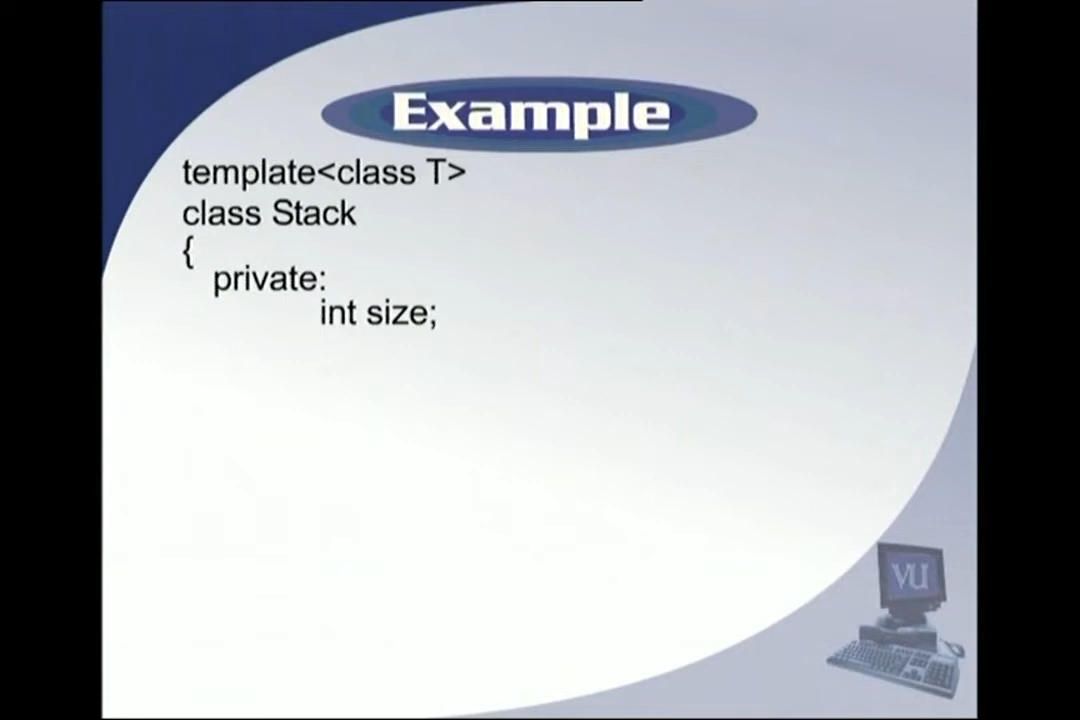 Example
template<class T>
class Stack
{
private:
int size;
VU